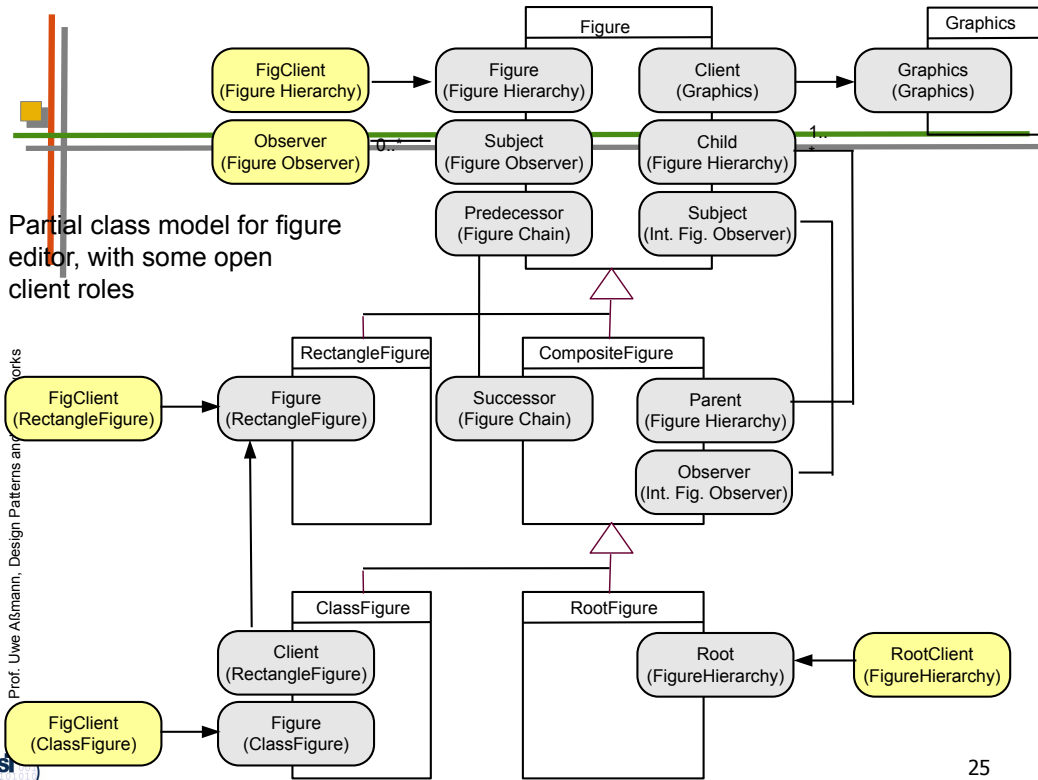 Figure
Graphics
FigClient
(Figure Hierarchy)
Figure
(Figure Hierarchy)
Client
(Graphics)
Graphics
(Graphics)
Observer
(Figure Observer)
0..*
Subject
(Figure Observer)
Child
(Figure Hierarchy)
1..
*
Predecessor
(Figure Chain)
Subject
(Int. Fig. Observer)
Partial class model for figure
editor, with some open
client roles
RectangleFigure
CompositeFigure
FigClient
(RectangleFigure)
Figure
(RectangleFigure)
Successor
(Figure Chain)
Parent
(Figure Hierarchy)
Observer
(Int. Fig. Observer)
ClassFigure
RootFigure
Client
(RectangleFigure)
Root
(FigureHierarchy)
RootClient
(FigureHierarchy)
FigClient
(ClassFigure)
Figure
(ClassFigure)
Prof. Uwe Aßmann, Design Patterns and
25